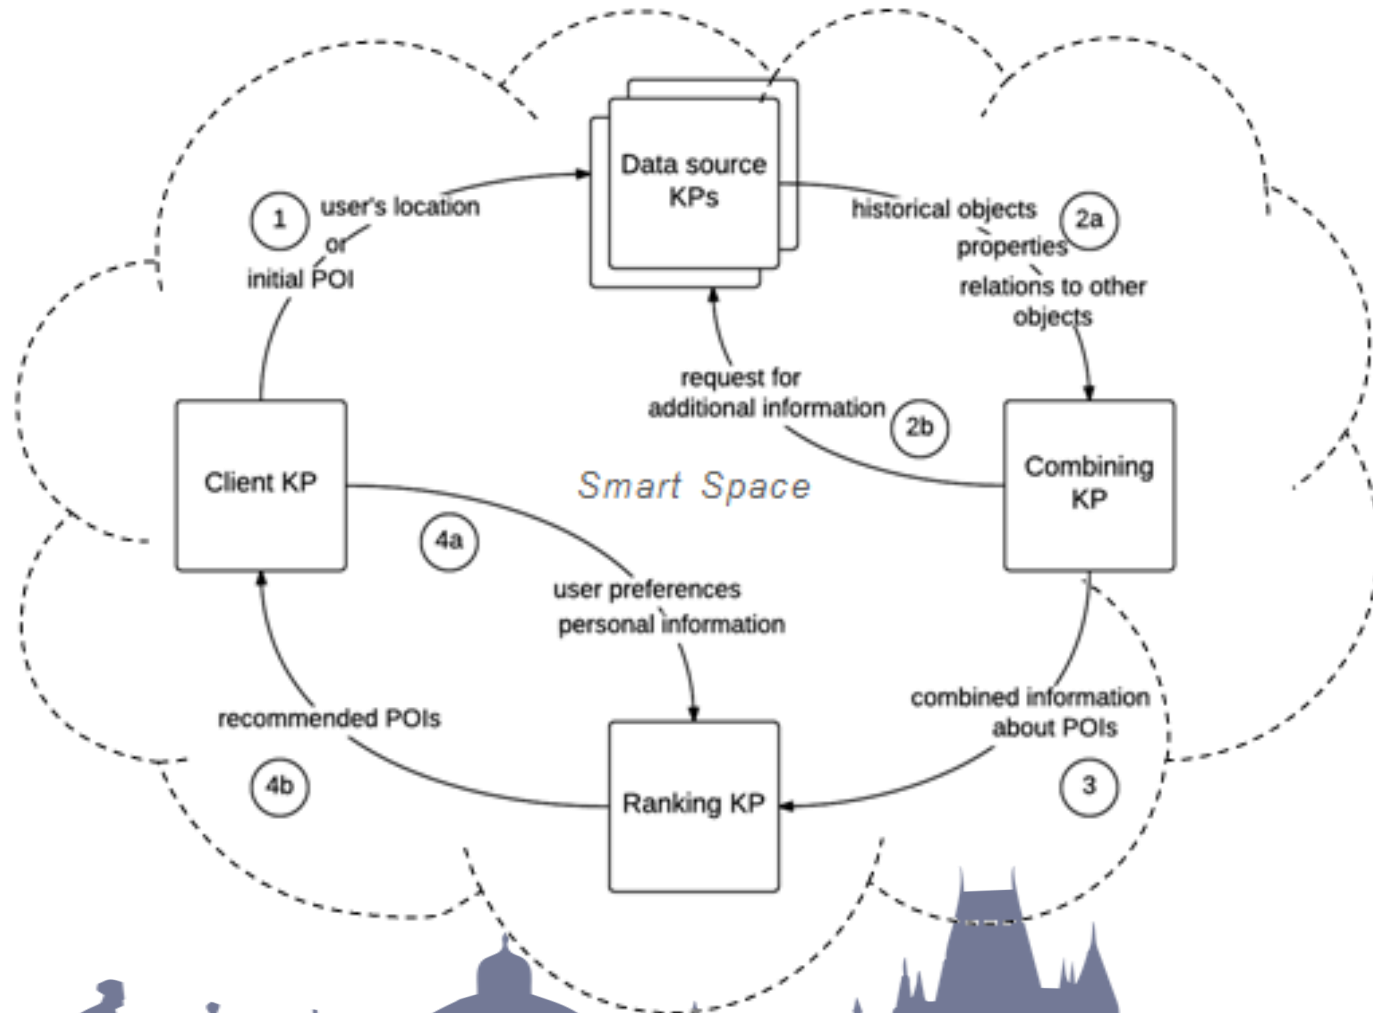 Data source
KPs
1
user's location
or
initial POI
historical objects
properties
relations to other
objects
2a
request for
additional information
2b
Client KP
Smart Space
Combining
KP
4a
user preferences
personal information
combined information
about POIs
3
recommended POIs
4b
Ranking KP